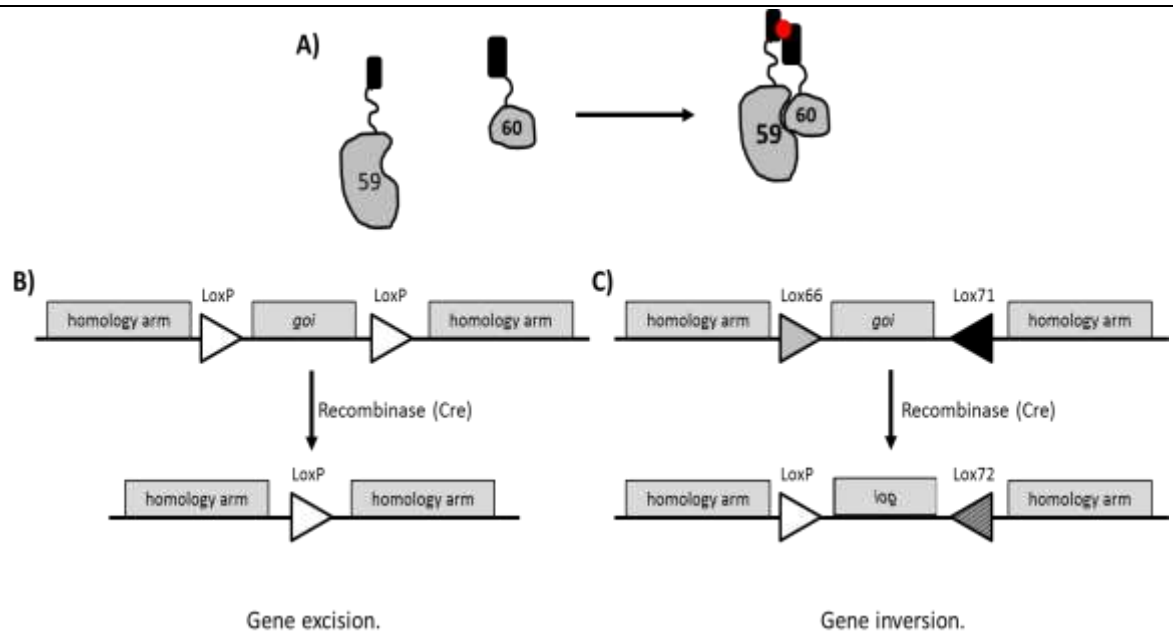 A)
59
60
59
60
B)
LoxP
LoxP
homology arm
goi
homology arm
Recombinase (Cre)
LoxP
homology arm
homology arm
Gene excision.
C)
Lox66
Lox71
homology arm
goi
homology arm
Recombinase (Cre)
LoxP
Lox72
homology arm
goi
homology arm
Gene inversion.